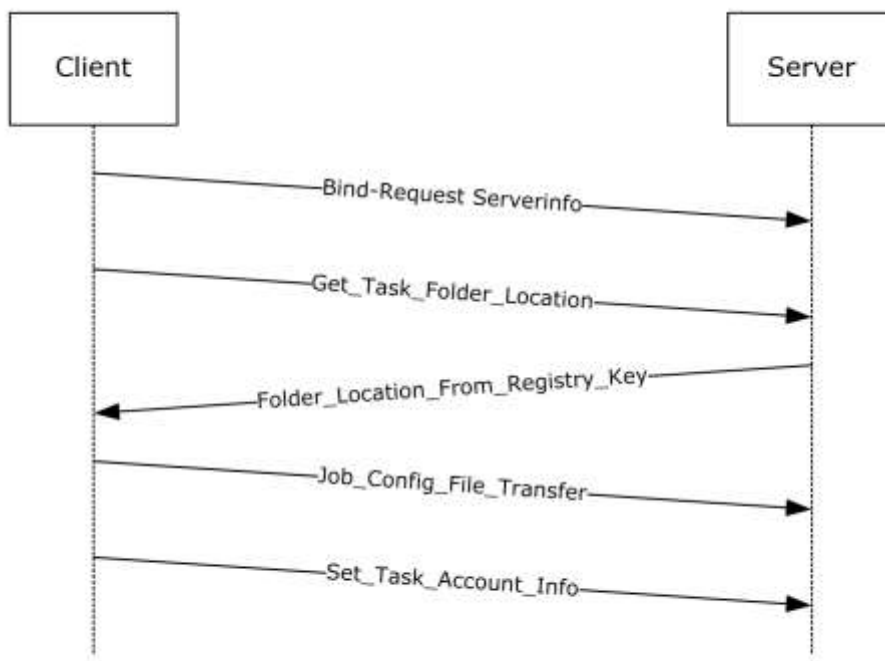 Client
Server
Bind-Request Serverinfo
Get_Task_Folder_Location
Folder_Location_From_Registry_Key
Job_Config_File_Transfer
Set_Task_Account_Info